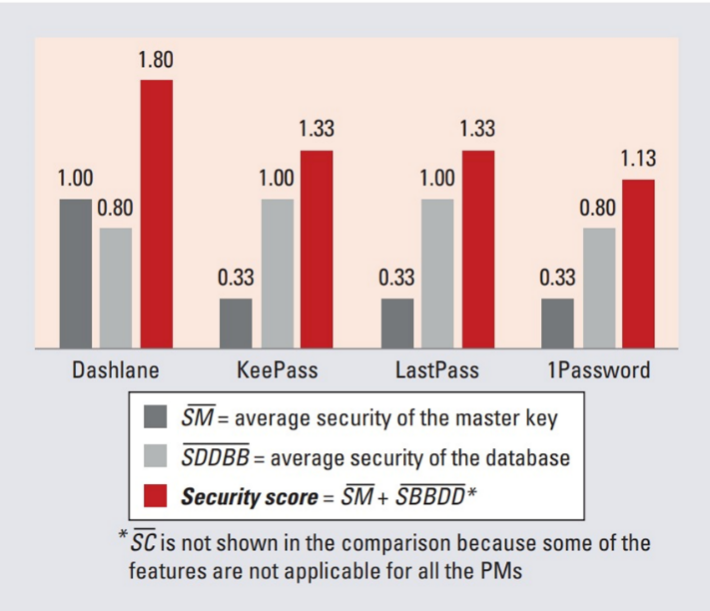 1.80
1.33
1.33
1.13
1.00
1.00
1.00
0.80
0.80
0.33
0.33
0.33
Dashlane KeePass LastPass 1Password
SM = average security of the master key
SDDBB = average security of the database
Security score = SM + SBBDD*
* SC is not shown in the comparison because some of the
features are not applicable for all the PMs